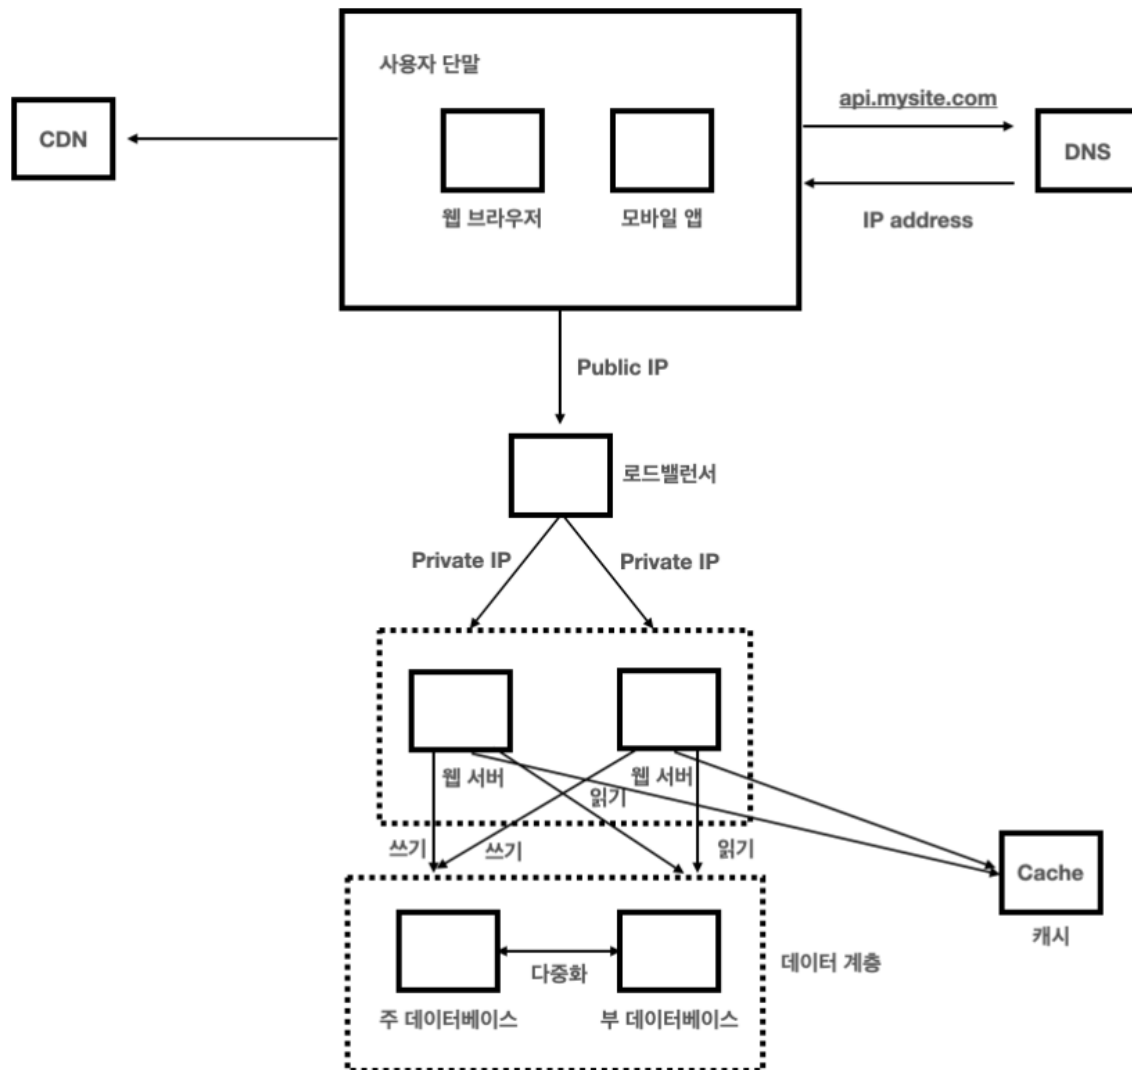 사용자 단말
CDN
api.mysite.com
DNS
웹 브라우저
모바일 앱
IP address
Public IP
로드밸런서
Private IP
Private IP
웹 서버
웹 서버
읽기
쓰기
쓰기
읽기
Cache
캐시
데이터 계층
다중화
주 데이터베이스
부 데이터베이스